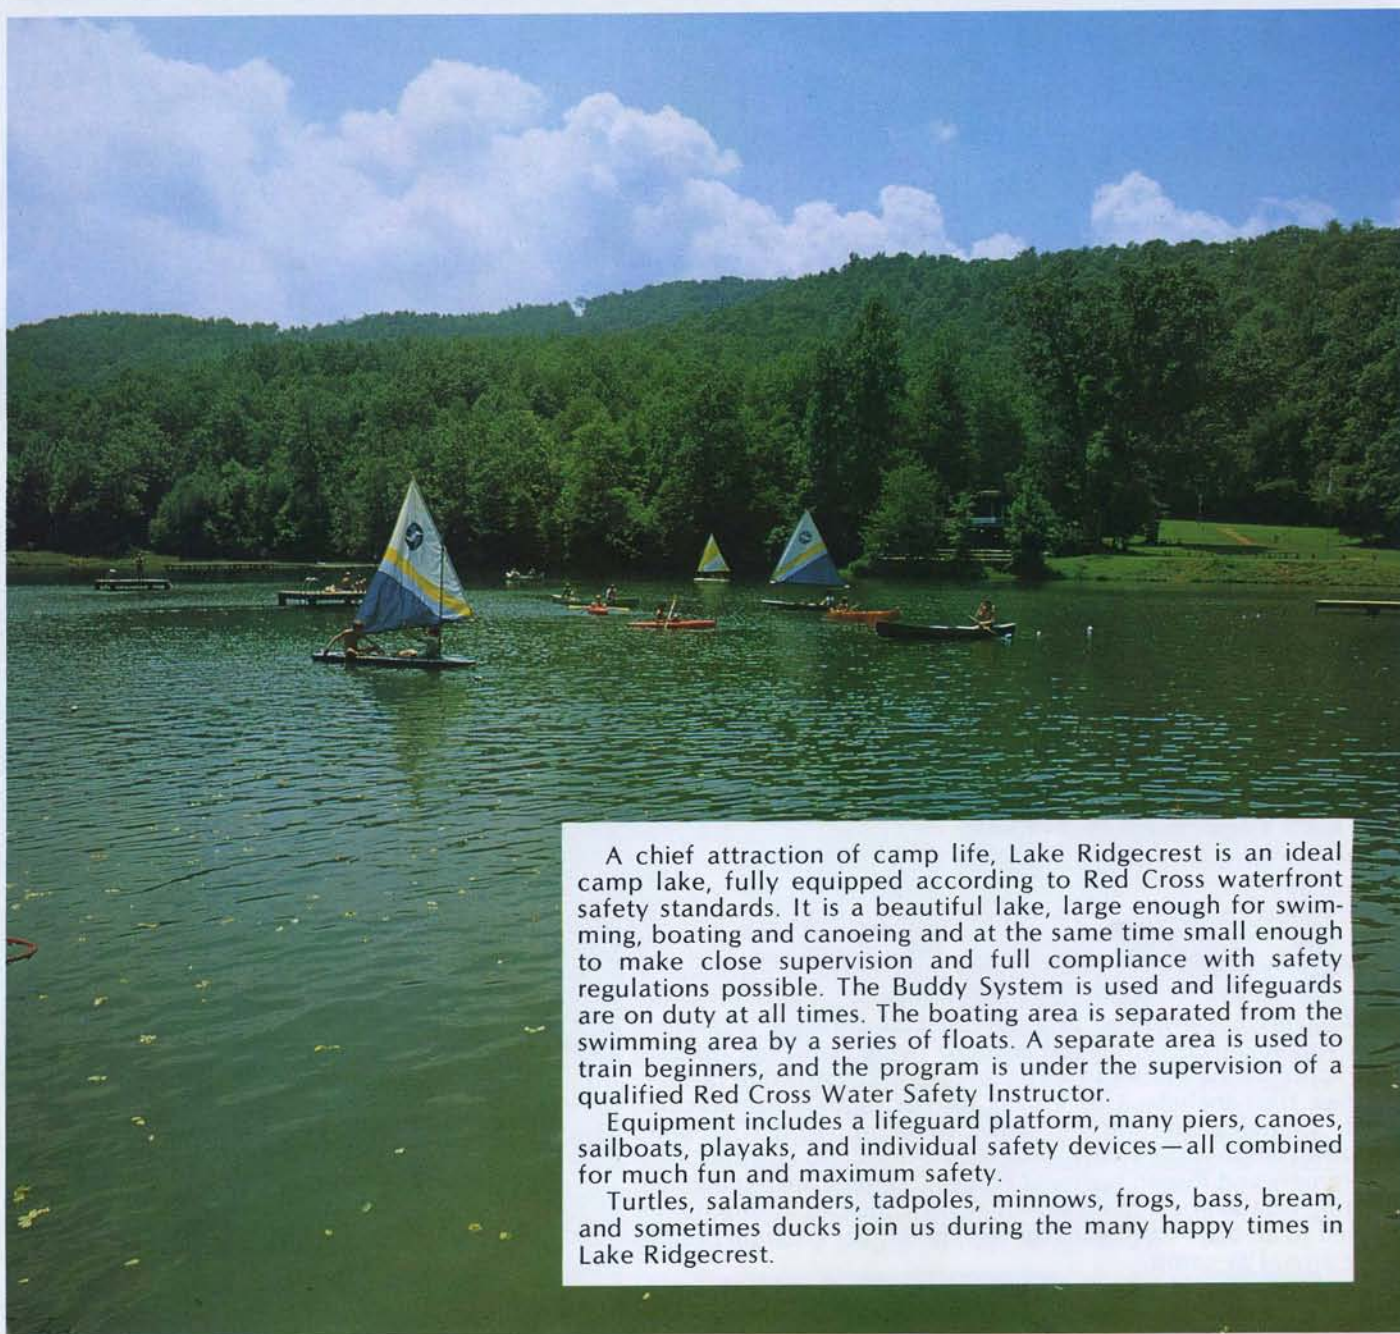 A chief attraction of camp life, Lake Ridgecrest is an ideal
camp lake, fully equipped according to Red Cross waterfront
safety standards. It is a beautiful lake, large enough for swim-
ming, boating and canoeing and at the same time small enough
to make close supervision and full compliance with safety
regulations possible. The Buddy System is used and lifeguards
are on duty at all times. The boating area is separated from the
swimming area by a series of floats. A separate area is used to
train beginners, and the program is under the supervision of a
qualified Red Cross Water Safety Instructor.
Equipment includes a lifeguard platform, many piers, canoes,
sailboats, playaks, and individual safety devices—all combined
for much fun and maximum safety.
Turtles, salamanders, tadpoles, minnows, frogs, bass, bream,
and sometimes ducks join us during the many happy times in
Lake Ridgecrest.